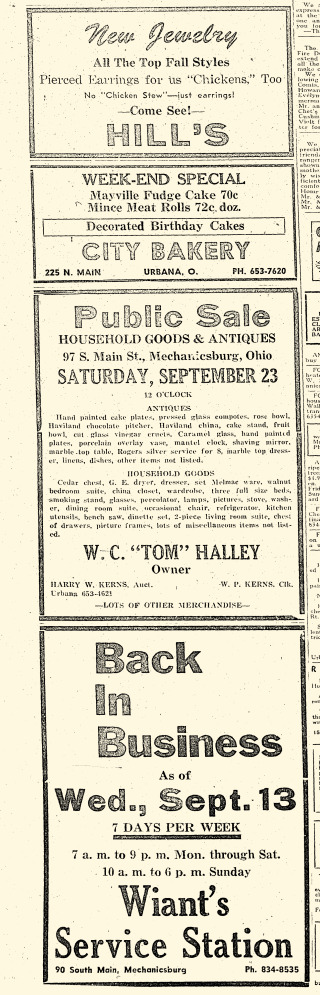 New Jewelry
All The Top Fall Styles
Pierced Earrings for us "Chickens," Too
No "Chicken Stew"—just earrings!
—Come See!—
HILL'S
WEEK-END SPECIAL
Mayville Fudge Cake 70c
Mince Meat Rolls 72c doz.
Decorated Birthday Cakes
CITY BAKERY
225 N. MAIN URBANA, O. PH. 653-7620
Public Sale
HOUSEHOLD GOODS & ANTIQUES
97 S. Main St., Mechanicsburg, Ohio
SATURDAY, SEPTEMBER 23
12 O'CLOCK
ANTIQUES
Hand painted cake plates, pressed glass compotes, rose bowl,
Haviland chocolate pitcher, Haviland china, cake stand, fruit
bowl, cut glass vinegar cruets, Caramel glass, hand painted
plates, porcelain overlay vase, mantel clock, shaving mirror,
marble top table, Rogers silver service for 8, marble top dress-
er, linens, dishes, other items not listed.
HOUSEHOLD GOODS
Cedar chest, G. E. dryer, dresser, set Melmar ware, walnut
bedroom suite, china closet, wardrobe, three full size beds,
smoking stand, glasses, percolator, lamps, pictures, stove, wash-
er, dining room suite, occasional chair, refrigerator, kitchen
utensils, bench saw, dinette set, 2-piece living room suite, chest
of drawers, picture frames, lots of miscellaneous items not list-
ed.
W. C. "TOM" HALLEY
Owner
HARRY W. KERNS, Auct. W. P. KERNS, Clk.
Urbana 653-4621
—LOTS OF OTHER MERCHANDISE—
Back
In
Business
As of
Wed., Sept. 13
7 DAYS PER WEEK
7 a. m. to 9 p. m. Mon. through Sat.
10 a. m. to 6 p. m. Sunday
Wiant's
Service Station
90 South Main, Mechanicsburg Ph. 834-8535